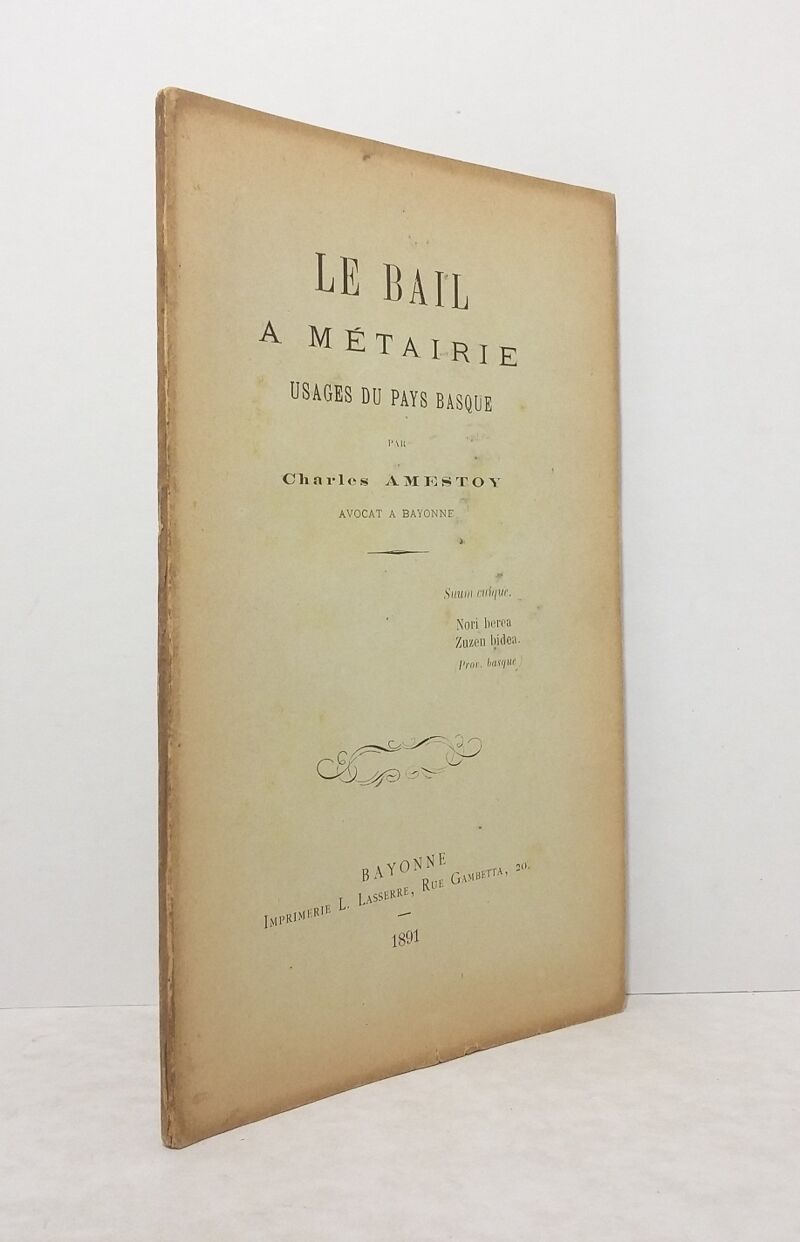 LE BAIL
A MÉTAIRIE
USAGES DU PAYS BASQUE
PAR
Charles AMESTOY
AVOCAT A BAYONNE
Suum cuique.
Nori berea
Zuzen bidea.
(Prov. basque)
BAYONNE
IMPRIMERIE L. LASSERRE, RUE GAMBETTA, 20.
1891